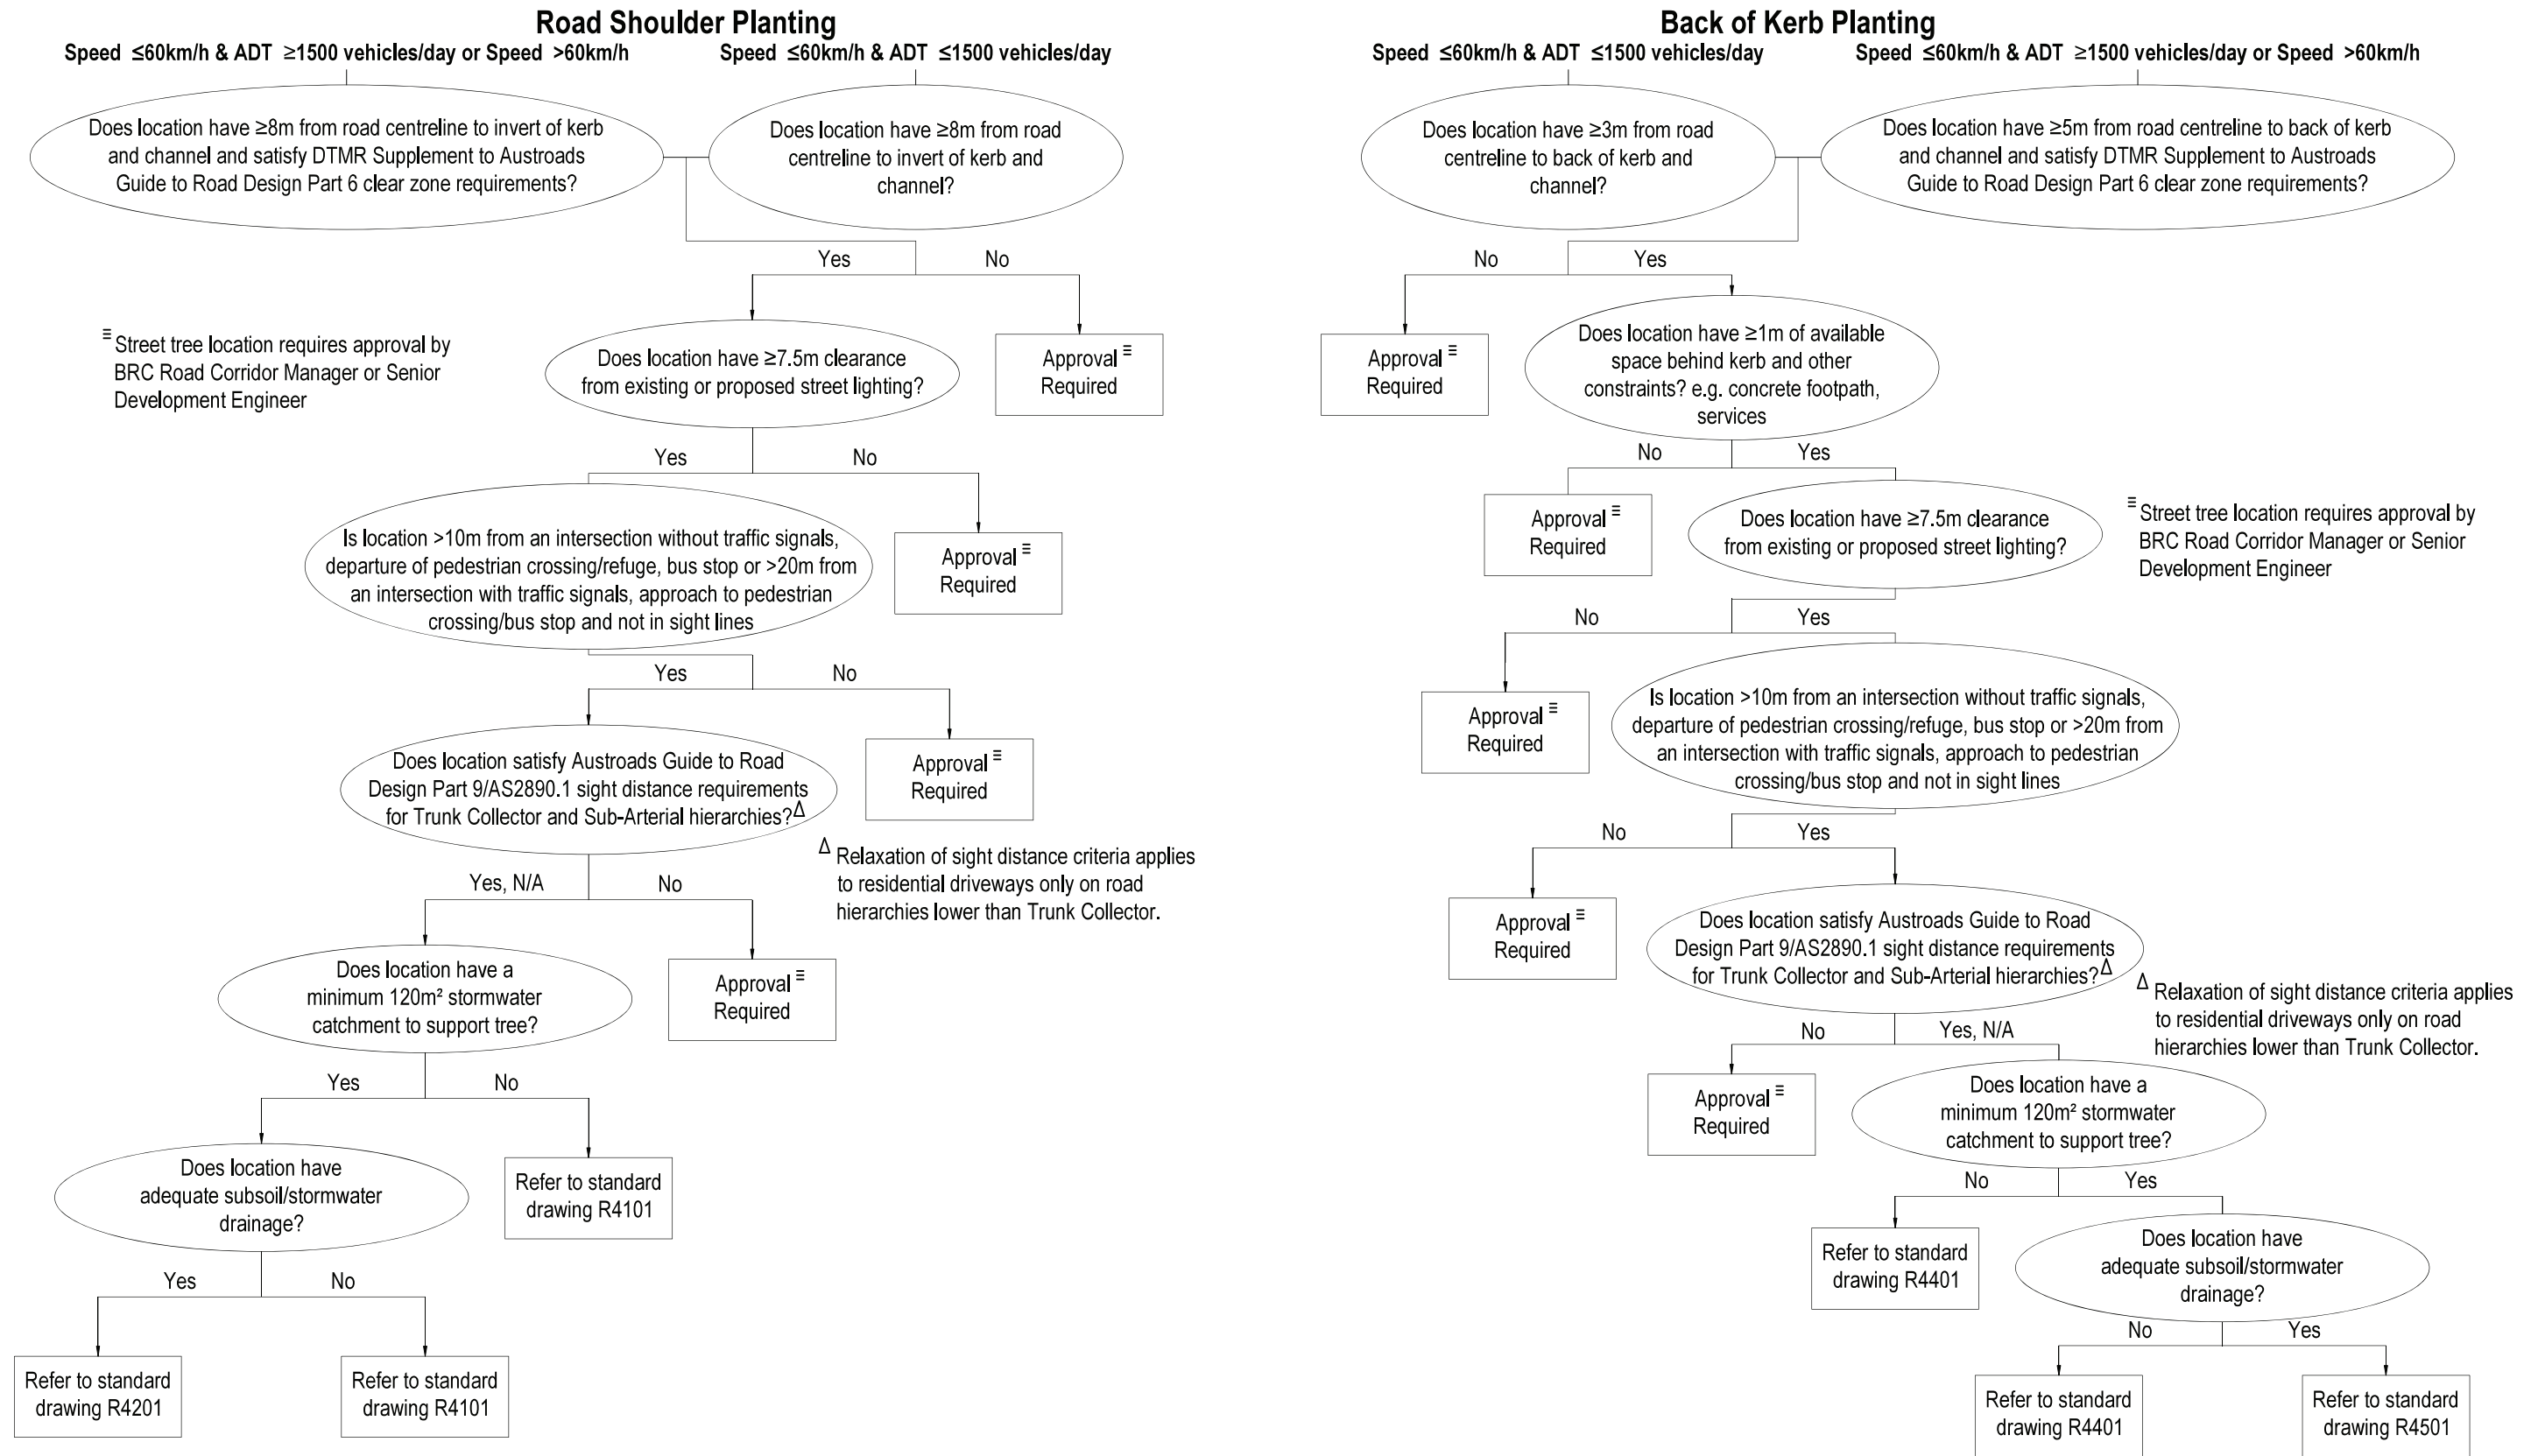 Road Shoulder Planting
Speed ≤60km/h & ADT ≥1500 vehicles/day or Speed >60km/h
Speed ≤60km/h & ADT ≤1500 vehicles/day
Does location have ≥8m from road centreline to invert of kerb
and channel and satisfy DTMR Supplement to Austroads
Guide to Road Design Part 6 clear zone requirements?
Does location have ≥8m from road
centreline to invert of kerb and
channel?
Yes
No
≡ Street tree location requires approval by
BRC Road Corridor Manager or Senior
Development Engineer
Does location have ≥7.5m clearance
from existing or proposed street lighting?
Approval ≡
Required
Yes
No
Is location >10m from an intersection without traffic signals,
departure of pedestrian crossing/refuge, bus stop or >20m from
an intersection with traffic signals, approach to pedestrian
crossing/bus stop and not in sight lines
Approval ≡
Required
Yes
No
Does location satisfy Austroads Guide to Road
Design Part 9/AS2890.1 sight distance requirements
for Trunk Collector and Sub-Arterial hierarchies?Δ
Approval ≡
Required
Δ Relaxation of sight distance criteria applies
to residential driveways only on road
hierarchies lower than Trunk Collector.
Yes, N/A
No
Does location have a
minimum 120m² stormwater
catchment to support tree?
Approval ≡
Required
Yes
No
Does location have
adequate subsoil/stormwater
drainage?
Refer to standard
drawing R4101
Yes
No
Refer to standard
drawing R4201
Refer to standard
drawing R4101
Back of Kerb Planting
Speed ≤60km/h & ADT ≤1500 vehicles/day
Speed ≤60km/h & ADT ≥1500 vehicles/day or Speed >60km/h
Does location have ≥3m from road
centreline to back of kerb and
channel?
Does location have ≥5m from road centreline to back of kerb
and channel and satisfy DTMR Supplement to Austroads
Guide to Road Design Part 6 clear zone requirements?
No
Yes
Approval ≡
Required
Does location have ≥1m of available
space behind kerb and other
constraints? e.g. concrete footpath,
services
No
Yes
Approval ≡
Required
Does location have ≥7.5m clearance
from existing or proposed street lighting?
≡ Street tree location requires approval by
BRC Road Corridor Manager or Senior
Development Engineer
No
Yes
Approval ≡
Required
Is location >10m from an intersection without traffic signals,
departure of pedestrian crossing/refuge, bus stop or >20m from
an intersection with traffic signals, approach to pedestrian
crossing/bus stop and not in sight lines
No
Yes
Approval ≡
Required
Does location satisfy Austroads Guide to Road
Design Part 9/AS2890.1 sight distance requirements
for Trunk Collector and Sub-Arterial hierarchies?Δ
Δ Relaxation of sight distance criteria applies
to residential driveways only on road
hierarchies lower than Trunk Collector.
No
Yes, N/A
Approval ≡
Required
Does location have a
minimum 120m² stormwater
catchment to support tree?
No
Yes
Refer to standard
drawing R4401
Does location have
adequate subsoil/stormwater
drainage?
No
Yes
Refer to standard
drawing R4401
Refer to standard
drawing R4501